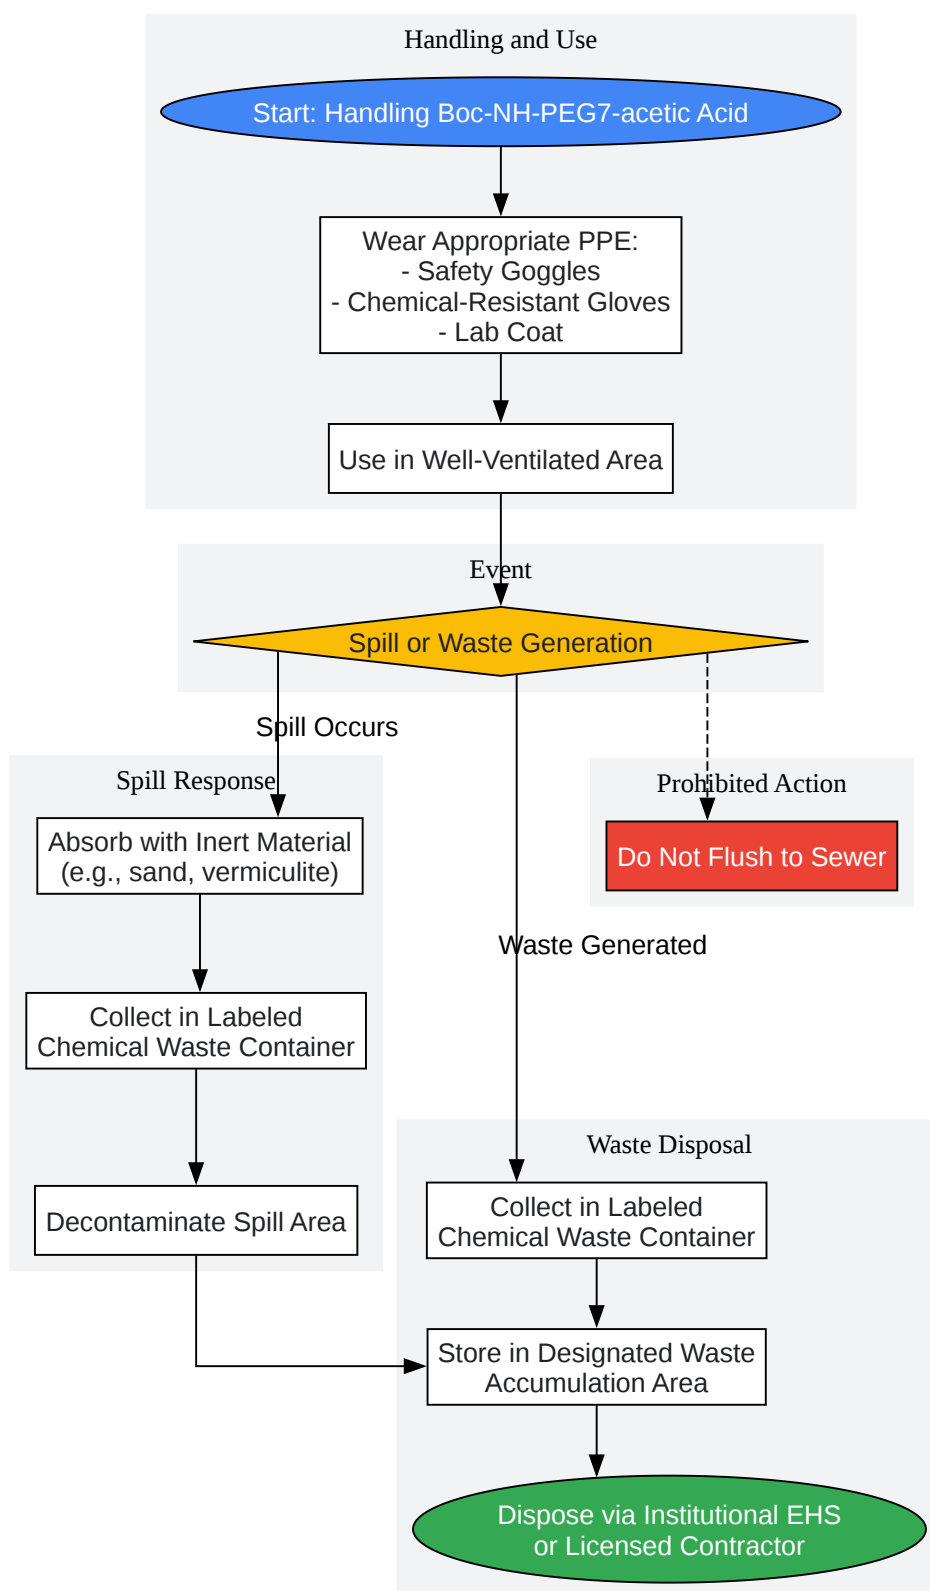 Handling and Use
Start: Handling Boc-NH-PEG7-acetic Acid
Wear Appropriate PPE:
- Safety Goggles
- Chemical-Resistant Gloves
- Lab Coat
Use in Well-Ventilated Area
Event
Spill or Waste Generation
Spill Occurs
Spill Response
Absorb with Inert Material
(e.g., sand, vermiculite)
Collect in Labeled
Chemical Waste Container
Decontaminate Spill Area
Prohibited Action
Do Not Flush to Sewer
Waste Generated
Waste Disposal
Collect in Labeled
Chemical Waste Container
Store in Designated Waste
Accumulation Area
Dispose via Institutional EHS
or Licensed Contractor